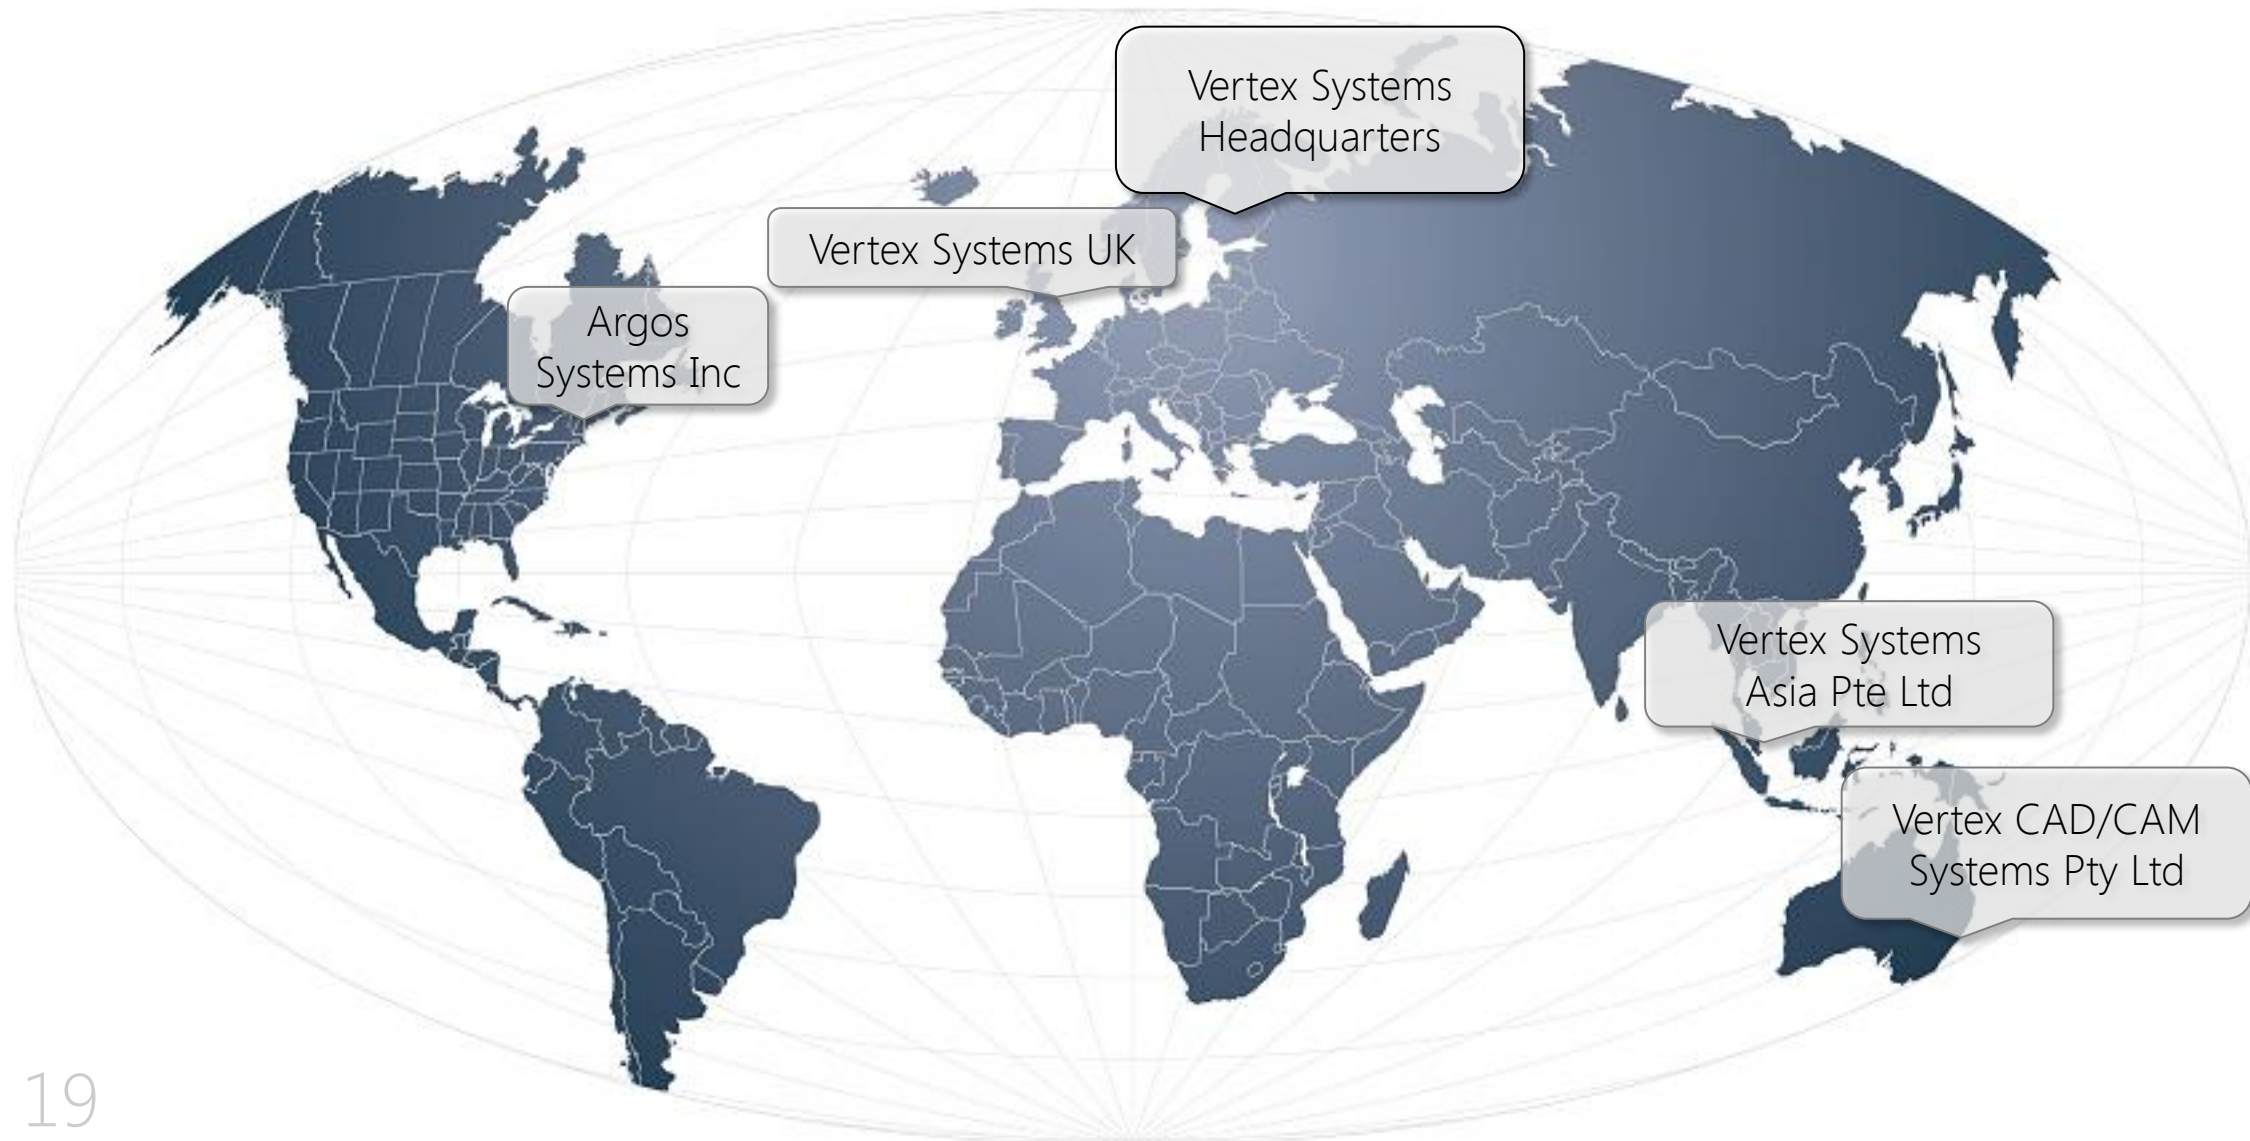 Vertex Systems
Headquarters
Vertex Systems UK
Argos
Systems Inc
Vertex Systems
Asia Pte Ltd
Vertex CAD/CAM
Systems Pty Ltd
19